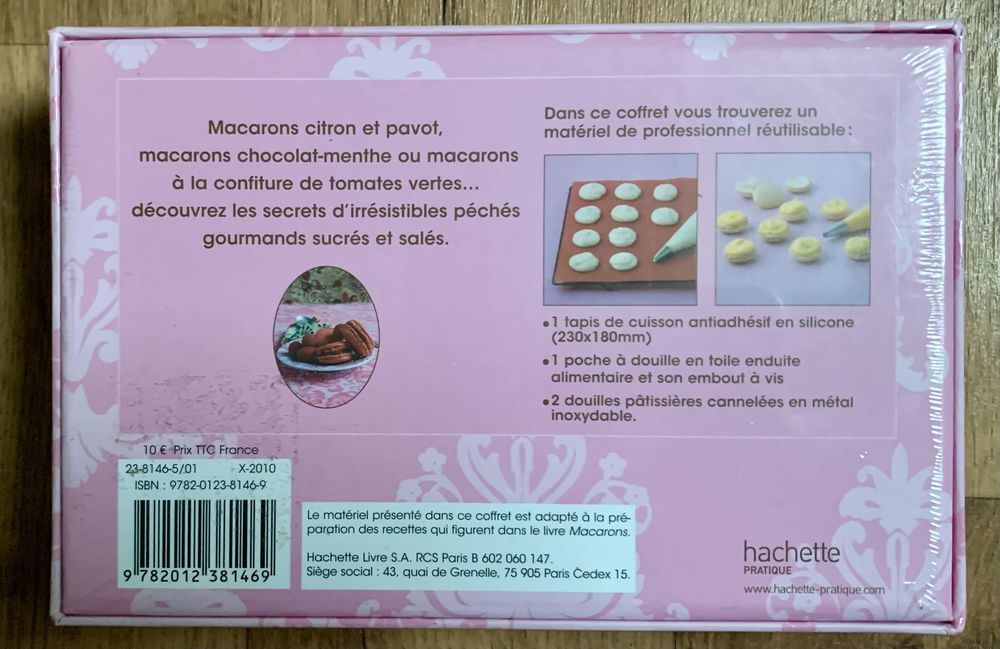 Macarons citron et pavot,
macarons chocolat-menthe ou macarons
à la confiture de tomates vertes...
découvrez les secrets d'irrésistibles péchés
gourmands sucrés et salés.
Dans ce coffret vous trouverez un
matériel de professionnel réutilisable :
• 1 tapis de cuisson antiadhésif en silicone
(230x180mm)
• 1 poche à douille en toile enduite
alimentaire et son embout à vis
• 2 douilles pâtissières cannelées en métal
inoxydable.
10 € Prix TTC France
23-8146-5/01 X-2010
ISBN : 9782-0123-8146-9
9 782012 381469
Le matériel présenté dans ce coffret est adapté à la pré-
paration des recettes qui figurent dans le livre Macarons.
Hachette Livre S.A. RCS Paris B 602 060 147.
Siège social : 43, quai de Grenelle, 75 905 Paris Cedex 15.
hachette
PRATIQUE
www.hachette-pratique.com